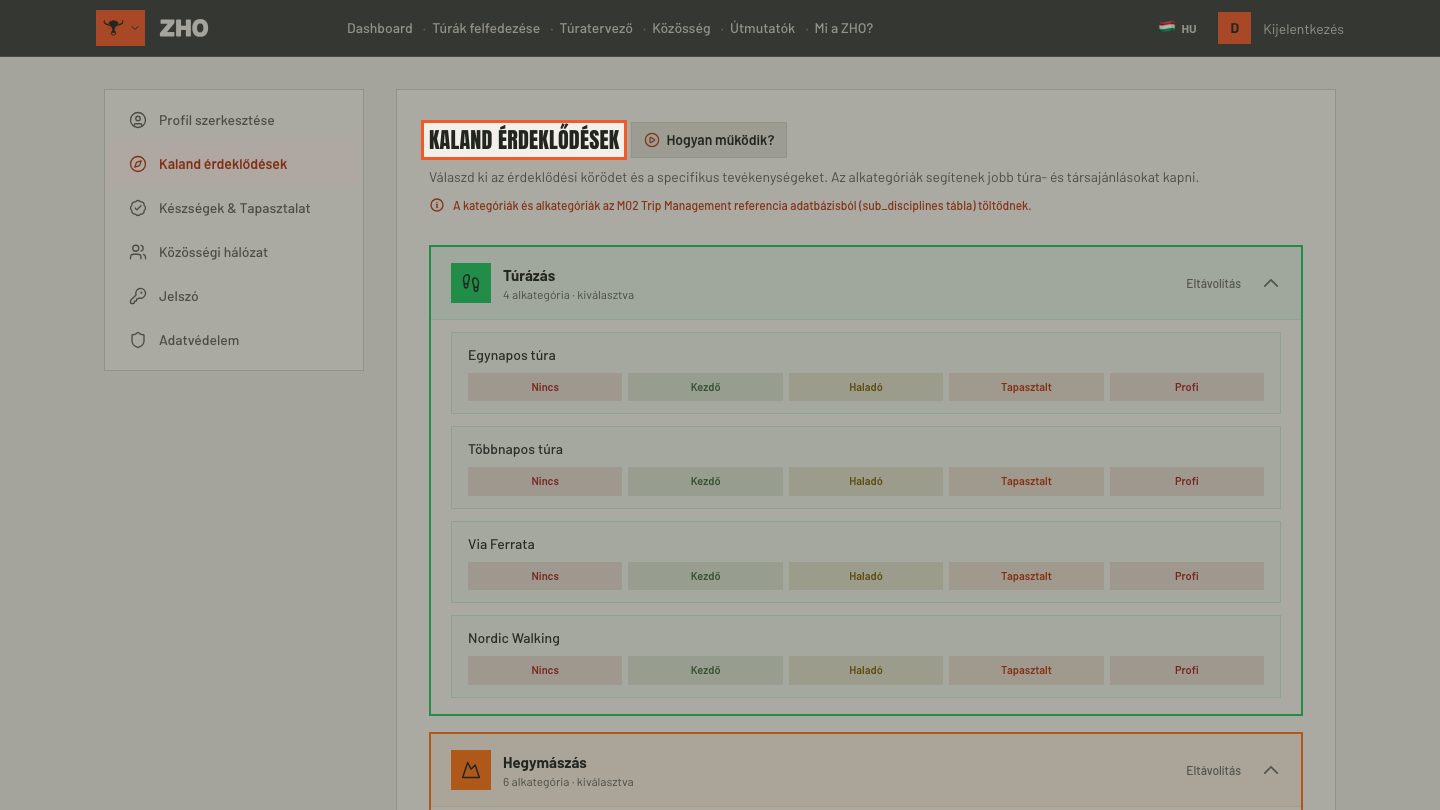 ZHO
Dashboard · Túrák felfedezése · Túratervező · Közösség · Útmutatók · Mi a ZHO?
HU
D
Kijelentkezés
Profil szerkesztése
Kaland érdeklődések
Készségek & Tapasztalat
Közösségi hálózat
Jelszó
Adatvédelem
KALAND ÉRDEKLŐDÉSEK
Hogyan működik?
Válaszd ki az érdeklődési körödet és a specifikus tevékenységeket. Az alkategóriák segítenek jobb túra- és társajánlásokat kapni.
A kategóriák és alkategóriák az M02 Trip Management referencia adatbázisból (sub_disciplines tábla) töltődnek.
Túrázás
4 alkategória · kiválasztva
Eltávolítás
Egynapos túra
Nincs Kezdő Haladó Tapasztalt Profi
Többnapos túra
Nincs Kezdő Haladó Tapasztalt Profi
Via Ferrata
Nincs Kezdő Haladó Tapasztalt Profi
Nordic Walking
Nincs Kezdő Haladó Tapasztalt Profi
Hegymászás
6 alkategória · kiválasztva
Eltávolítás